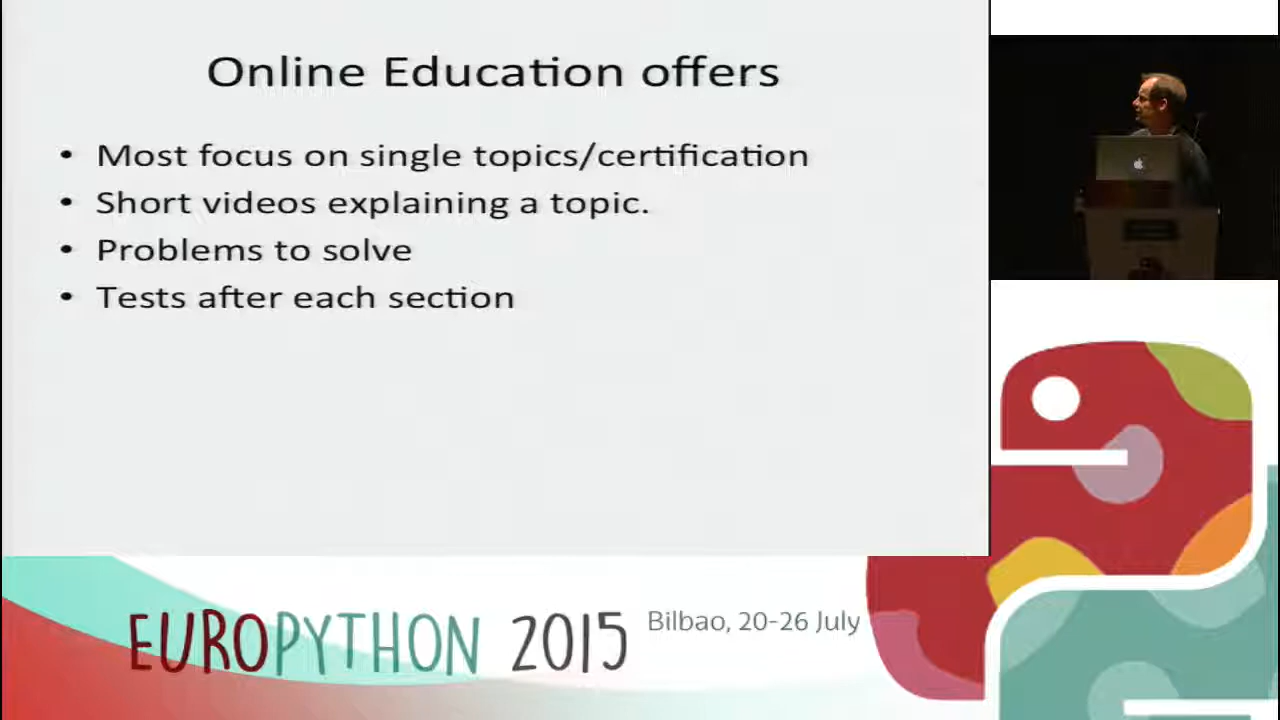 Online Education offers
• Most focus on single topics/certification
• Short videos explaining a topic.
• Problems to solve
• Tests after each section
EUROPYTHON 2015 Bilbao, 20-26 July